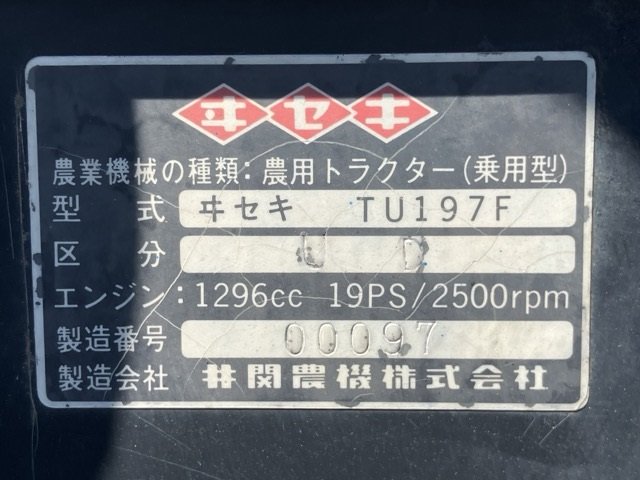 ヰセキ
農業機械の種類:農用トラクター(乗用型)
型式 ヰセキ TU197F
区分 UD
エンジン:1296cc 19PS/2500rpm
製造番号 00097
製造会社 井関農機株式会社